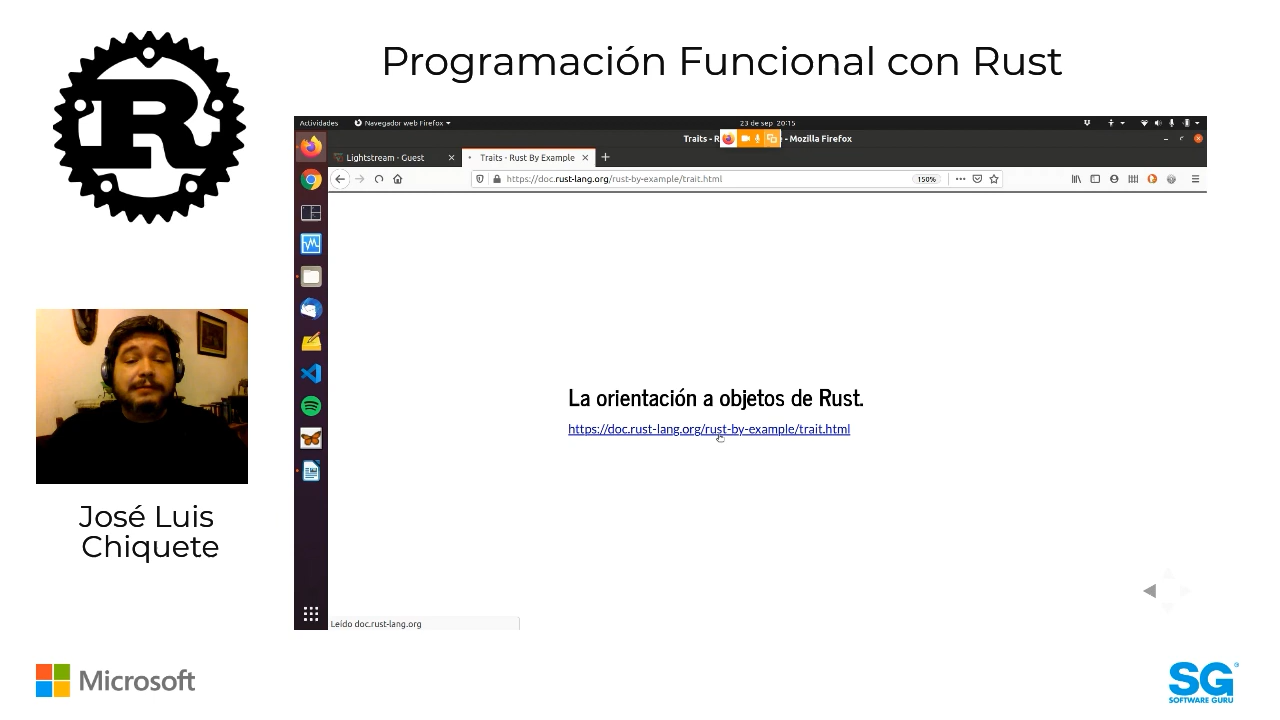 Programación Funcional con Rust
R
Actividades
Navegador web Firefox
23 de sep 20:15
Traits - R
- Mozilla Firefox
Lightstream - Guest
Traits - Rust By Example
https://doc.rust-lang.org/rust-by-example/trait.html
150%
La orientación a objetos de Rust.
https://doc.rust-lang.org/rust-by-example/trait.html
Leído doc.rust-lang.org
José Luis
Chiquete
Microsoft
SG
SOFTWARE GURU